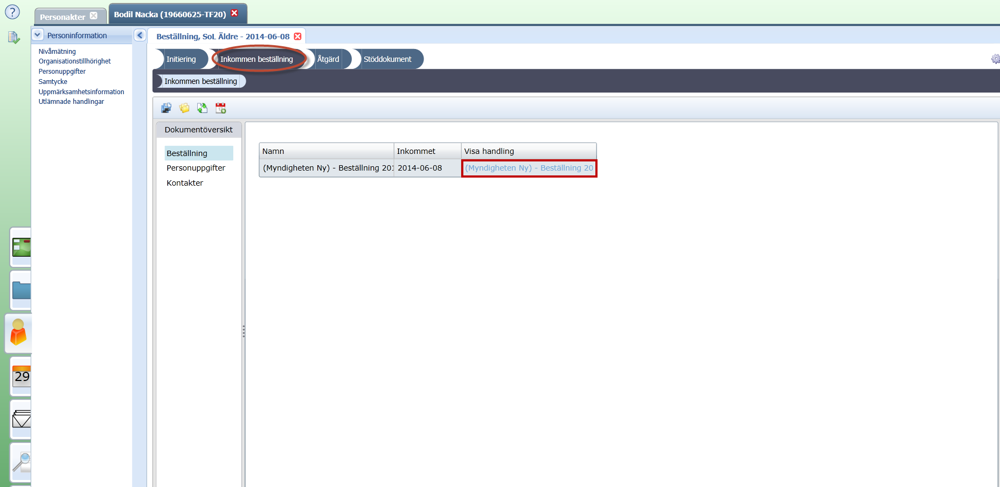 Personakter
Bodil Nacka (19660625-TF20)
Personinformation
Nivåmätning
Organisationstillhörighet
Personuppgifter
Samtycke
Uppmärksamhetsinformation
Utlämnade handlingar
Beställning, SoL Äldre - 2014-06-08
Initiering
Inkommen beställning
Åtgärd
Stöddokument
Inkommen beställning
Dokumentöversikt
Beställning
Personuppgifter
Kontakter
Namn Inkommet Visa handling
(Myndigheten Ny) - Beställning 201 2014-06-08 (Myndigheten Ny) - Beställning 20
29